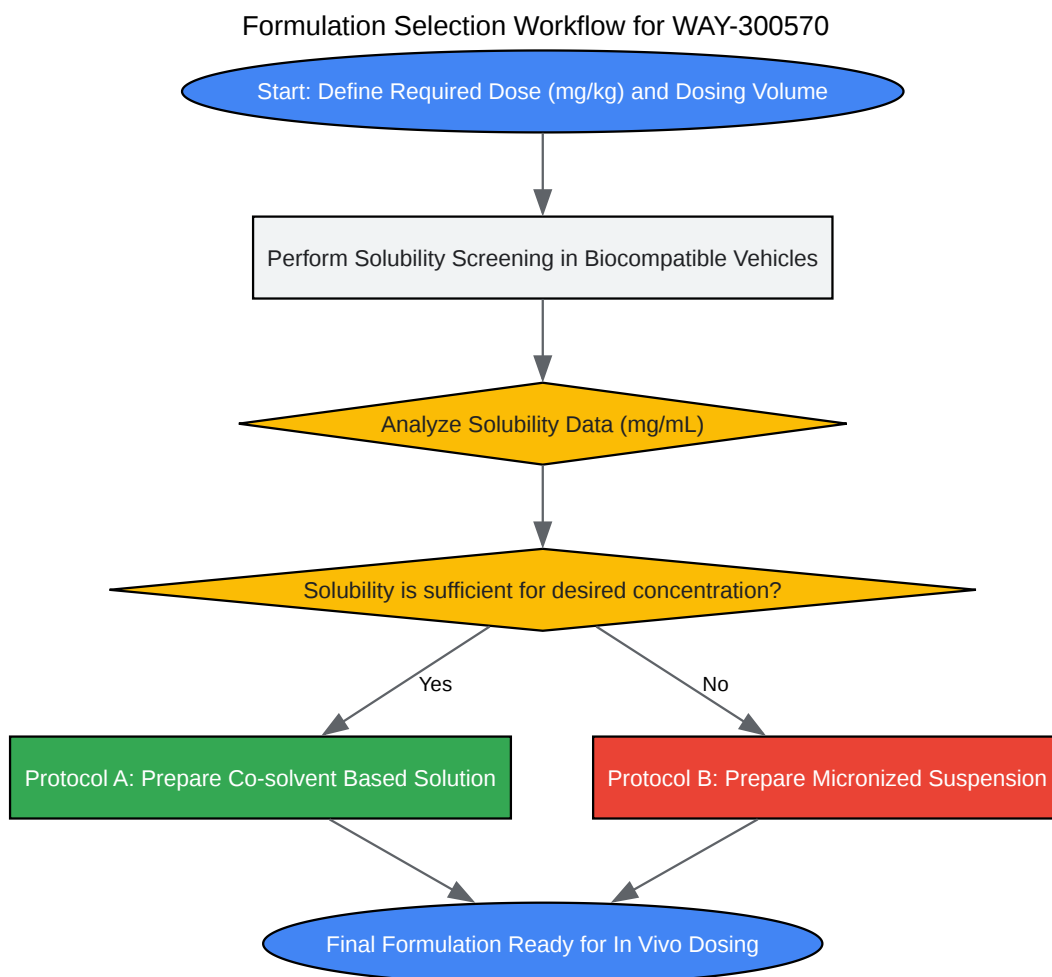 Formulation Selection Workflow for WAY-300570
Start: Define Required Dose (mg/kg) and Dosing Volume
Perform Solubility Screening in Biocompatible Vehicles
Analyze Solubility Data (mg/mL)
Solubility is sufficient for desired concentration?
Yes
No
Protocol A: Prepare Co-solvent Based Solution
Protocol B: Prepare Micronized Suspension
Final Formulation Ready for In Vivo Dosing